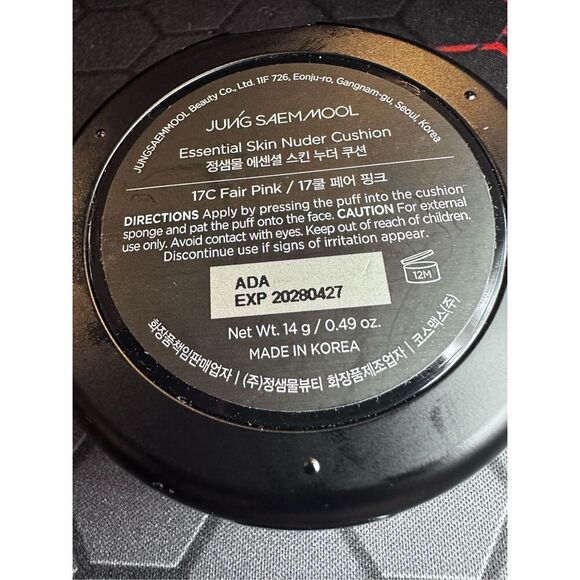 JUNGSAEMMOOL Beauty Co., Ltd. 11F 726, Eonju-ro, Gangnam-gu, Seoul, Korea
JUNG SAEM MOOL
Essential Skin Nuder Cushion
정샘물 에센셜 스킨 누더 쿠션
17C Fair Pink / 17쿨 페어 핑크
DIRECTIONS Apply by pressing the puff into the cushion
sponge and pat the puff onto the face. CAUTION For external
use only. Avoid contact with eyes. Keep out of reach of children.
Discontinue use if signs of irritation appear.
12M
ADA
EXP 20280427
Net Wt. 14 g / 0.49 oz.
MADE IN KOREA
화장품책임판매업자 | (주)정샘물뷰티 화장품제조업자 | 코스맥스(주)